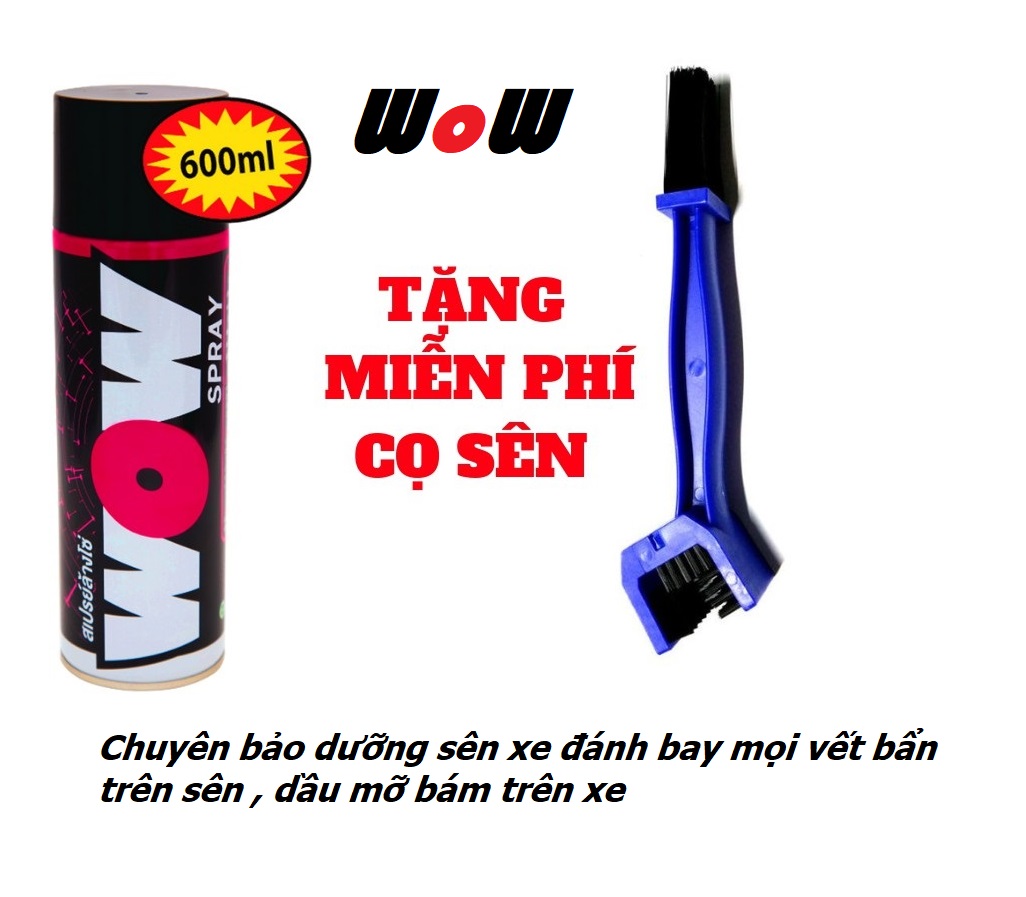 WoW
600ml
WOW
SPRAY
สเปรย์ล้างโซ่
TẶNG
MIỄN PHÍ
CỌ SÊN
Chuyên bảo dưỡng sên xe đánh bay mọi vết bẩn
trên sên , dầu mỡ bám trên xe